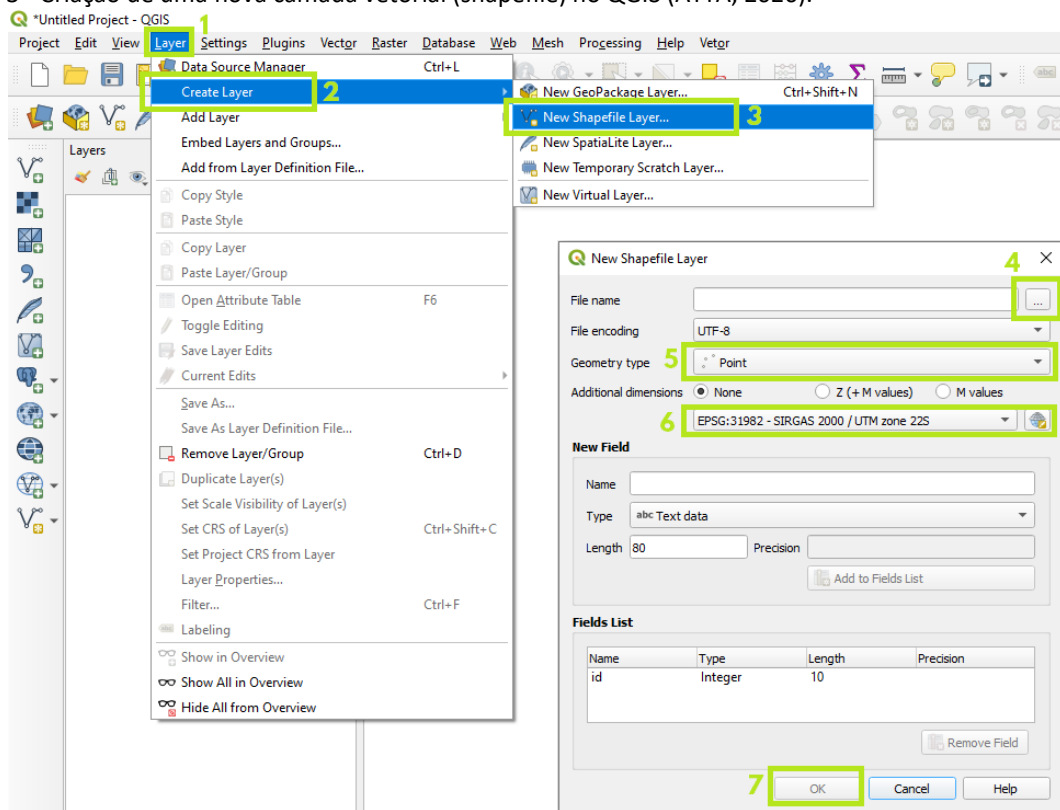 *Untitled Project - QGIS
1
Project Edit View Layer Settings Plugins Vector Raster Database Web Mesh Processing Help Vetor
Data Source Manager Ctrl+L
Create Layer 2
Add Layer
Embed Layers and Groups...
Add from Layer Definition File...
Copy Style
Paste Style
Copy Layer
Paste Layer/Group
Open Attribute Table F6
Toggle Editing
Save Layer Edits
Current Edits
Save As...
Save As Layer Definition File...
Remove Layer/Group Ctrl+D
Duplicate Layer(s)
Set Scale Visibility of Layer(s)
Set CRS of Layer(s) Ctrl+Shift+C
Set Project CRS from Layer
Layer Properties...
Filter... Ctrl+F
Labeling
Show in Overview
Show All in Overview
Hide All from Overview
New GeoPackage Layer... Ctrl+Shift+N
New Shapefile Layer... 3
New SpatiaLite Layer...
New Temporary Scratch Layer...
New Virtual Layer...
Layers
abc
New Shapefile Layer 4
File name ...
File encoding UTF-8
Geometry type 5 Point
Additional dimensions None Z (+ M values) M values
6 EPSG:31982 - SIRGAS 2000 / UTM zone 22S
New Field
Name
Type abc Text data
Length 80 Precision
Add to Fields List
Fields List
Name Type Length Precision
id Integer 10
Remove Field
7 OK Cancel Help